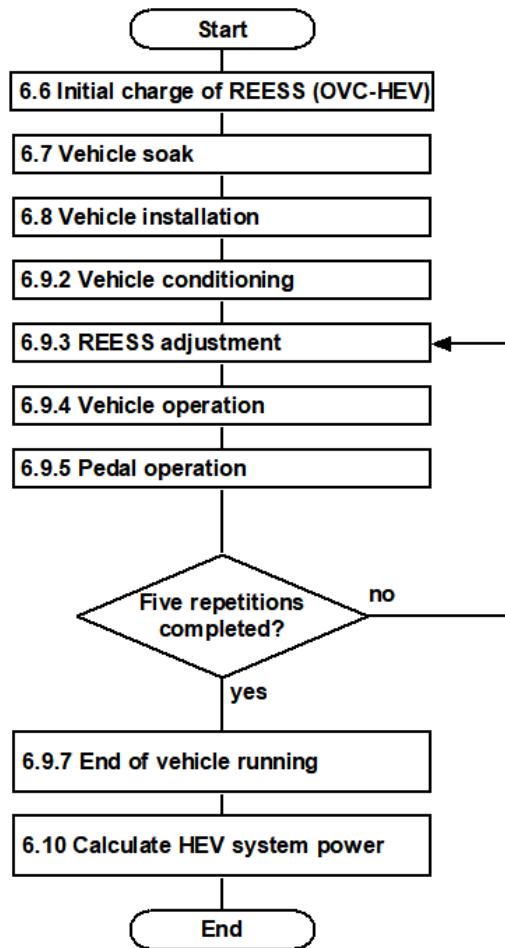 Start
6.6 Initial charge of REESS (OVC-HEV)
6.7 Vehicle soak
6.8 Vehicle installation
6.9.2 Vehicle conditioning
6.9.3 REESS adjustment
6.9.4 Vehicle operation
6.9.5 Pedal operation
Five repetitions
completed?
no
yes
6.9.7 End of vehicle running
6.10 Calculate HEV system power
End